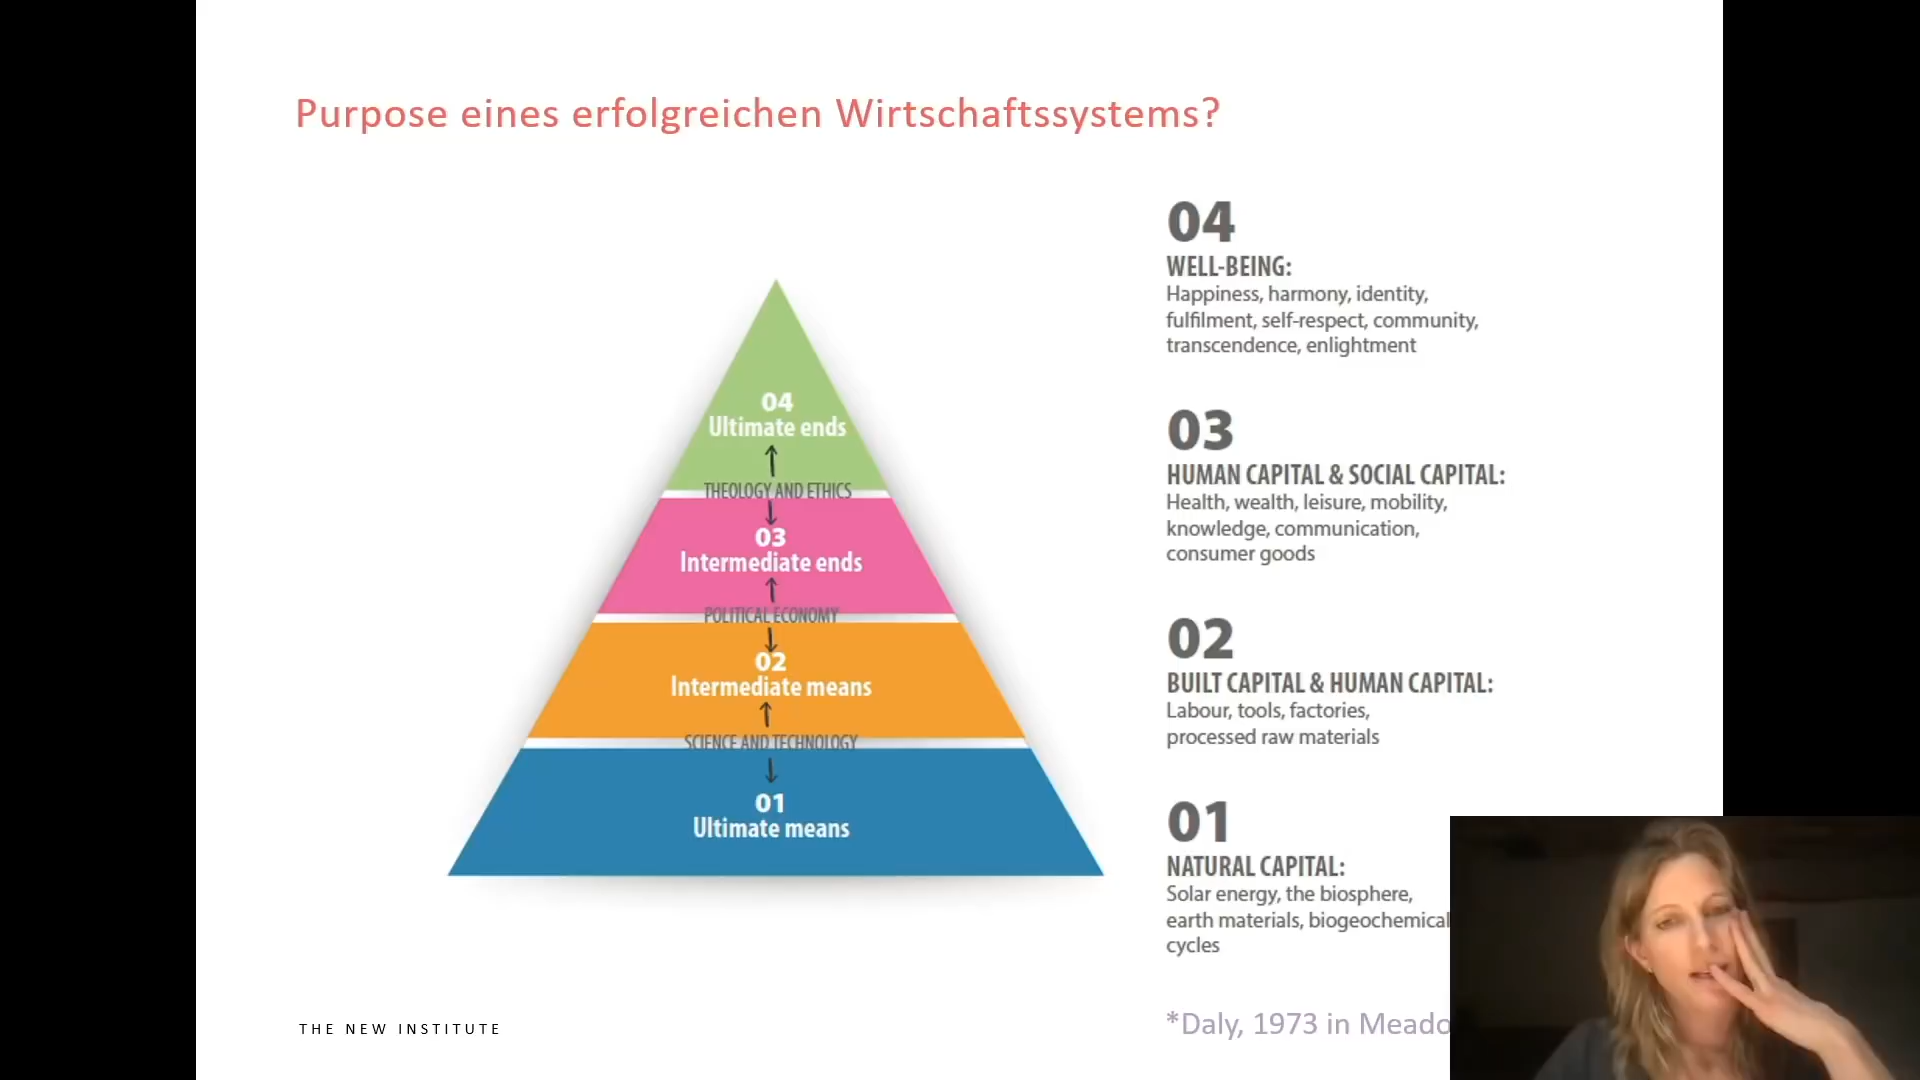 Purpose eines erfolgreichen Wirtschaftssystems?
04
Ultimate ends
THEOLOGY AND ETHICS
03
Intermediate ends
POLITICAL ECONOMY
02
Intermediate means
SCIENCE AND TECHNOLOGY
01
Ultimate means
04
WELL-BEING:
Happiness, harmony, identity,
fulfilment, self-respect, community,
transcendence, enlightment
03
HUMAN CAPITAL & SOCIAL CAPITAL:
Health, wealth, leisure, mobility,
knowledge, communication,
consumer goods
02
BUILT CAPITAL & HUMAN CAPITAL:
Labour, tools, factories,
processed raw materials
01
NATURAL CAPITAL:
Solar energy, the biosphere,
earth materials, biogeochemical
cycles
*Daly, 1973 in
THE NEW INSTITUTE